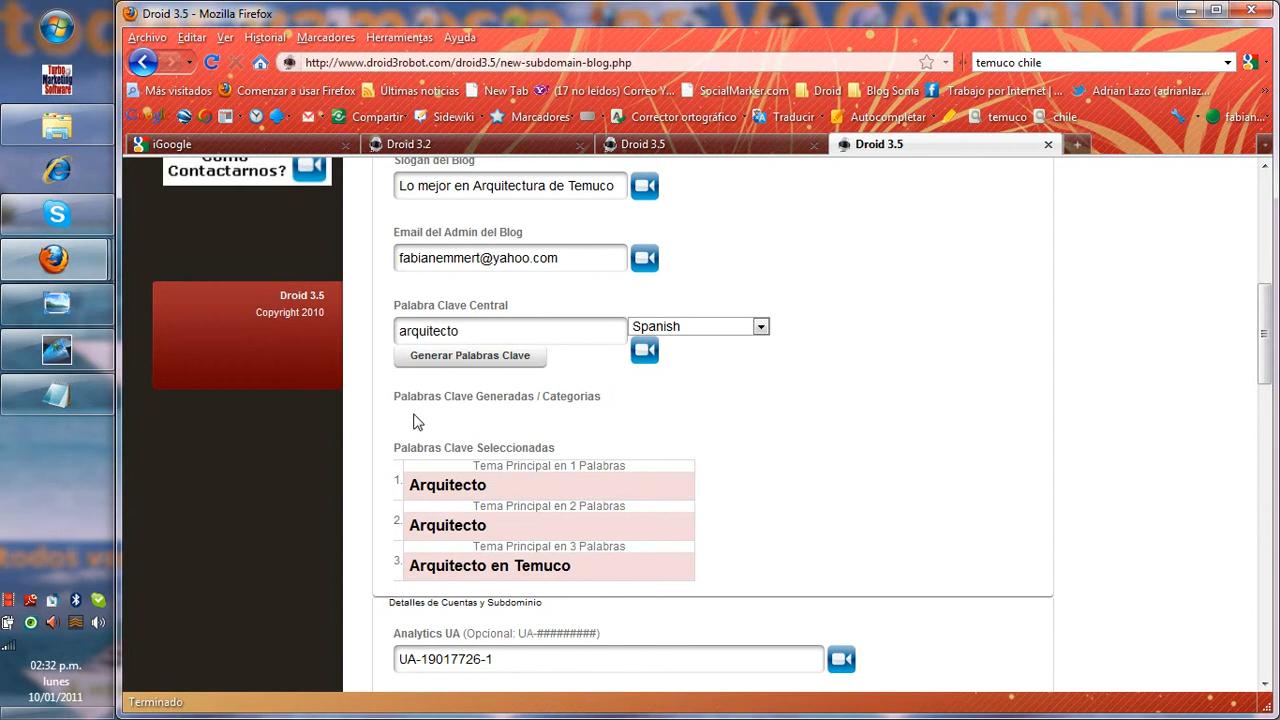 Droid 3.5 - Mozilla Firefox
Archivo Editar Ver Historial Marcadores Herramientas Ayuda
http://www.droid3robot.com/droid3.5/new-subdomain-blog.php
temuco chile
Más visitados Comenzar a usar Firefox Últimas noticias New Tab (17 no leídos) Correo Y... SocialMarker.com Droid Blog Sonia Trabajo por Internet |... Adrian Lazo (adrianlaz...
Compartir Sidewiki Marcadores Corrector ortográfico Traducir Autocompletar temuco chile fabian...
iGoogle Droid 3.2 Droid 3.5 Droid 3.5
Turbo
Marketing
Software
Contactarnos?
Droid 3.5
Copyright 2010
Slogan del Blog
Lo mejor en Arquitectura de Temuco
Email del Admin del Blog
fabianemmert@yahoo.com
Palabra Clave Central
arquitecto Spanish
Generar Palabras Clave
Palabras Clave Generadas / Categorias
Palabras Clave Seleccionadas
Tema Principal en 1 Palabras
1. Arquitecto
Tema Principal en 2 Palabras
2. Arquitecto
Tema Principal en 3 Palabras
3. Arquitecto en Temuco
Detalles de Cuentas y Subdominio
Analytics UA (Opcional: UA-#########)
UA-19017726-1
Terminado
02:32 p.m.
lunes
10/01/2011